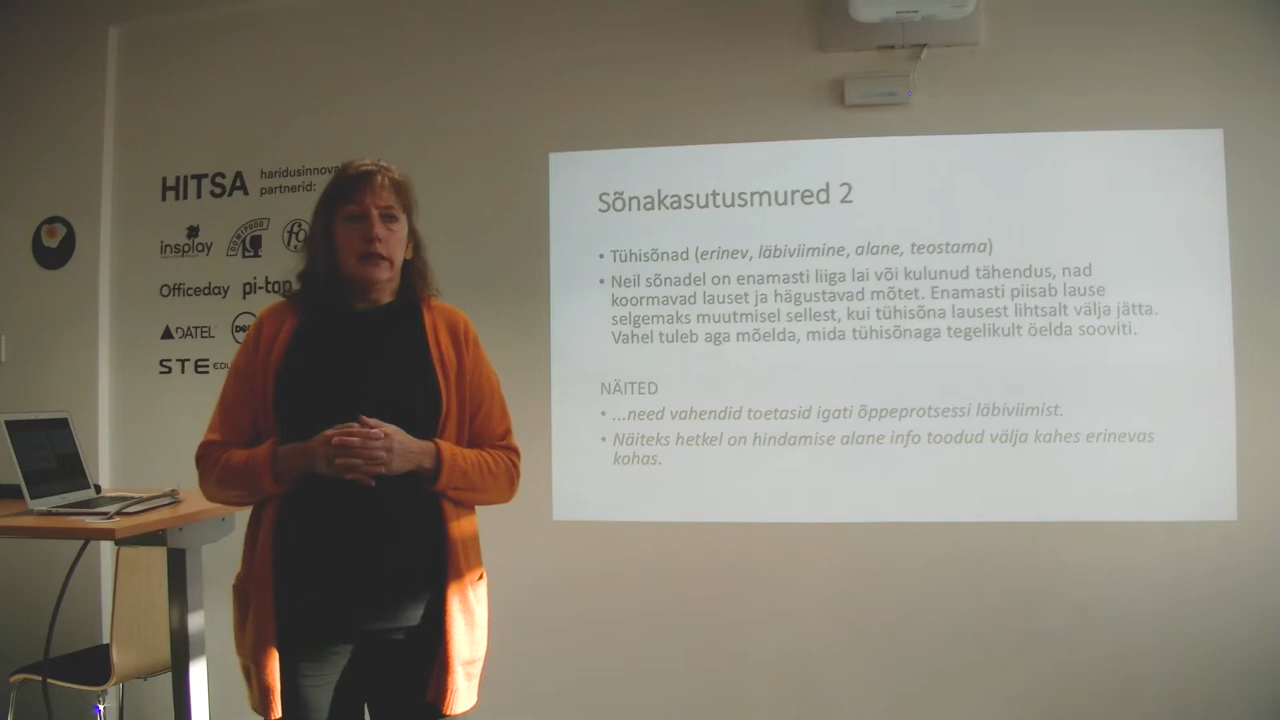 HITSA
haridusinnova
partnerid:
insplay
DOMIPOOD
Officeday pi-top
DATEL
STE
Sõnakasutusmured 2
• Tühisõnad (erinev, läbiviimine, alane, teostama)
• Neil sõnadel on enamasti liiga lai või kulunud tähendus, nad
koormavad lauset ja hägustavad mõtet. Enamasti piisab lause
selgemaks muutmisel sellest, kui tühisõna lausest lihtsalt välja jätta.
Vahel tuleb aga mõelda, mida tühisõnaga tegelikult öelda sooviti.
NÄITED
• ...need vahendid toetasid igati õppeprotsessi läbiviimist.
• Näiteks hetkel on hindamise alane info toodud välja kahes erinevas
kohas.